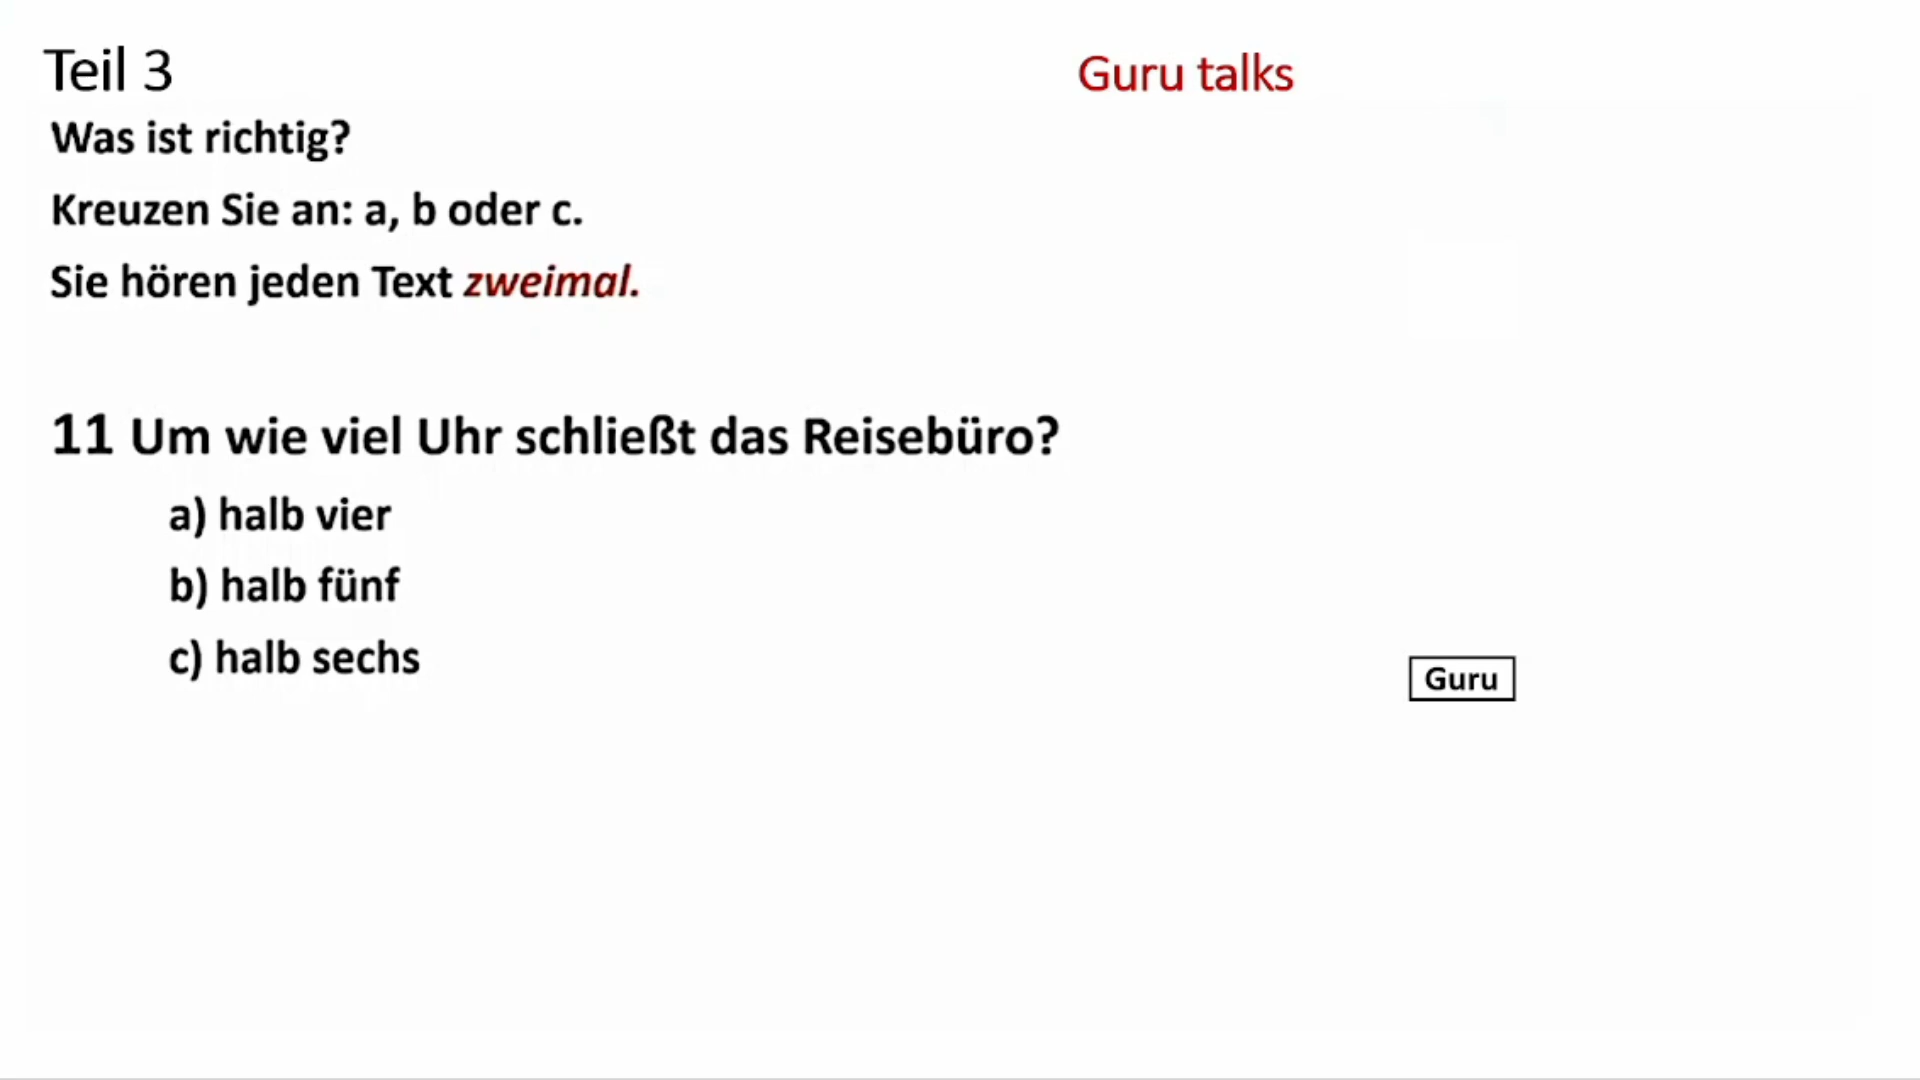 Teil 3
Guru talks
Was ist richtig?
Kreuzen Sie an: a, b oder c.
Sie hören jeden Text zweimal.
11 Um wie viel Uhr schließt das Reisebüro?
a) halb vier
b) halb fünf
c) halb sechs
Guru